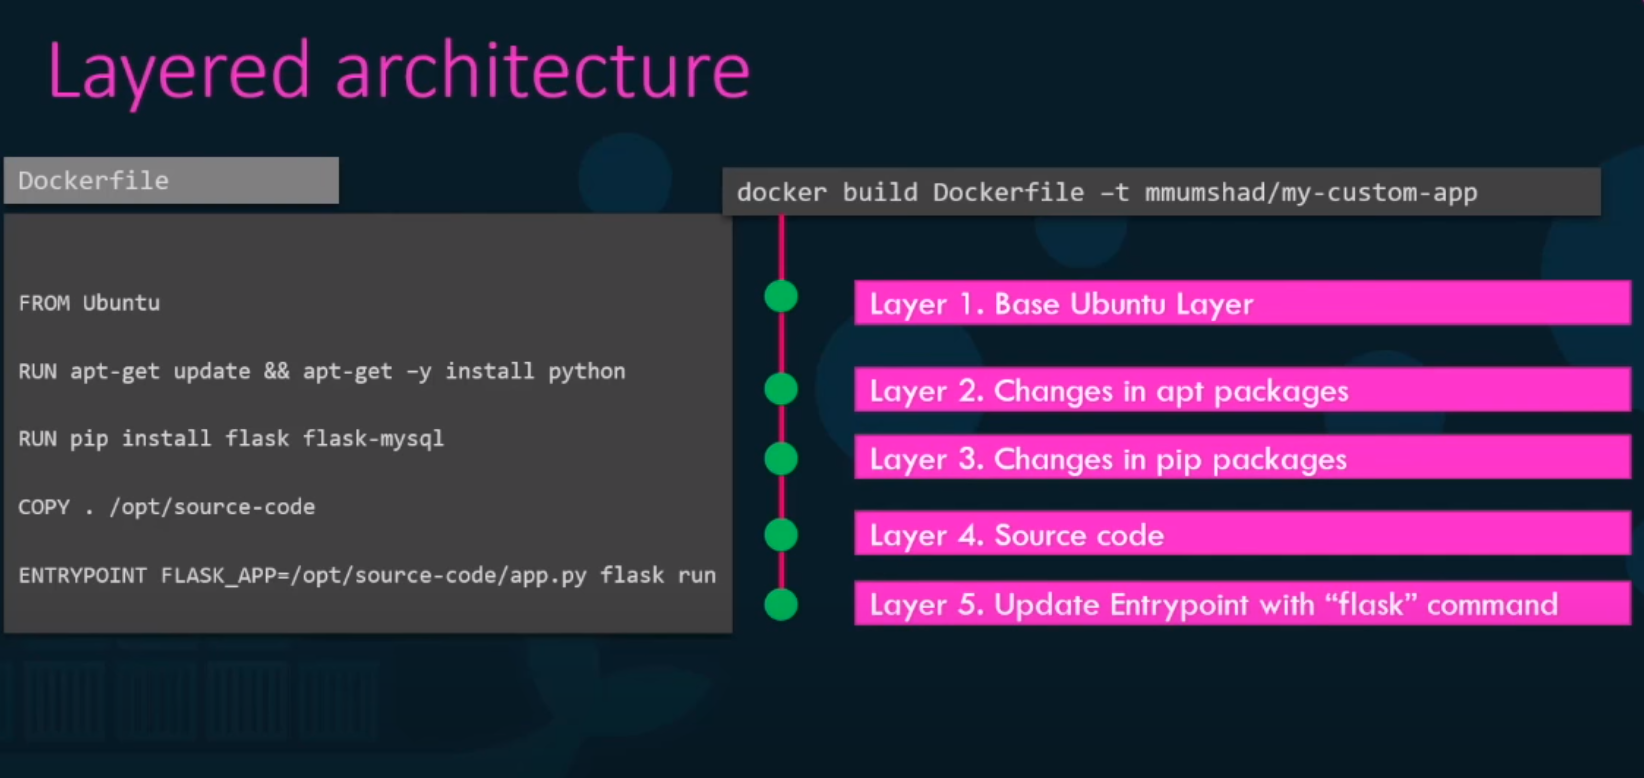 Layered architecture
Dockerfile
docker build Dockerfile –t mmumshad/my-custom-app
FROM Ubuntu
RUN apt-get update && apt-get –y install python
RUN pip install flask flask-mysql
COPY . /opt/source-code
ENTRYPOINT FLASK_APP=/opt/source-code/app.py flask run
Layer 1. Base Ubuntu Layer
Layer 2. Changes in apt packages
Layer 3. Changes in pip packages
Layer 4. Source code
Layer 5. Update Entrypoint with “flask” command